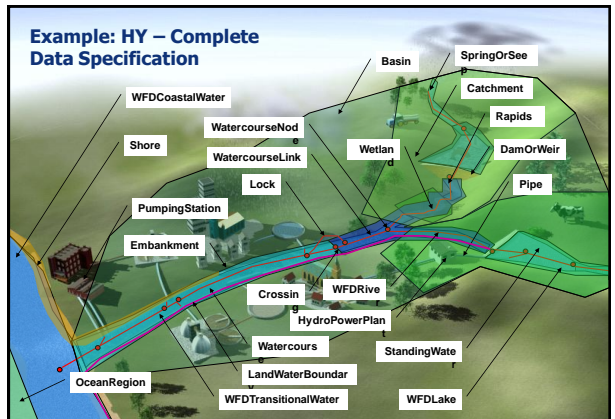 Example: HY – Complete
Data Specification
Basin
SpringOrSee
p
WFDCoastalWater
Catchment
WatercourseNod
e
Rapids
Shore
WatercourseLink
Wetlan
d
DamOrWeir
Lock
Pipe
PumpingStation
Embankment
Crossin
g
WFDRive
r
HydroPowerPlan
t
Watercours
e
StandingWate
r
LandWaterBoundar
y
OceanRegion
WFDTransitionalWater
WFDLake